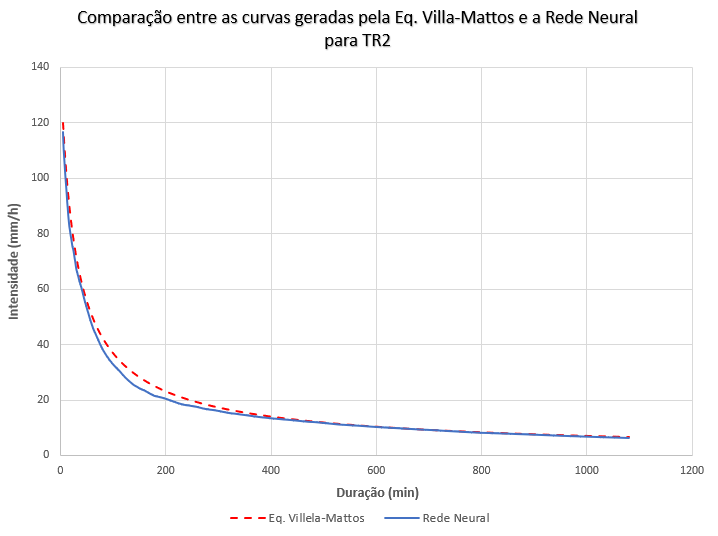 Comparação entre as curvas geradas pela Eq. Villa-Mattos e a Rede Neural
para TR2
140
120
100
80
60
40
20
0
Intensidade (mm/h)
0 200 400 600 800 1000 1200
Duração (min)
Eq. Villela-Mattos Rede Neural